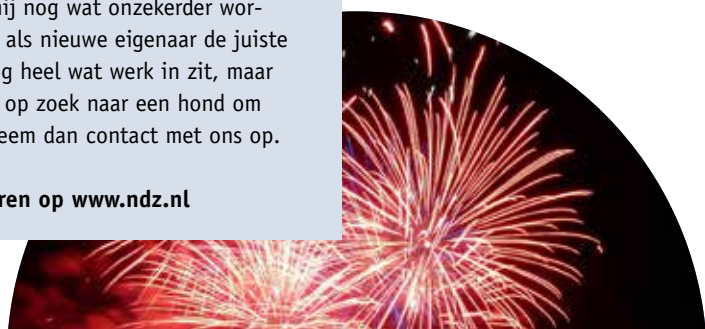 nij nog wat onzekerder wor-
als nieuwe eigenaar de juiste
g heel wat werk in zit, maar
op zoek naar een hond om
eem dan contact met ons op.
ren op www.ndz.nl